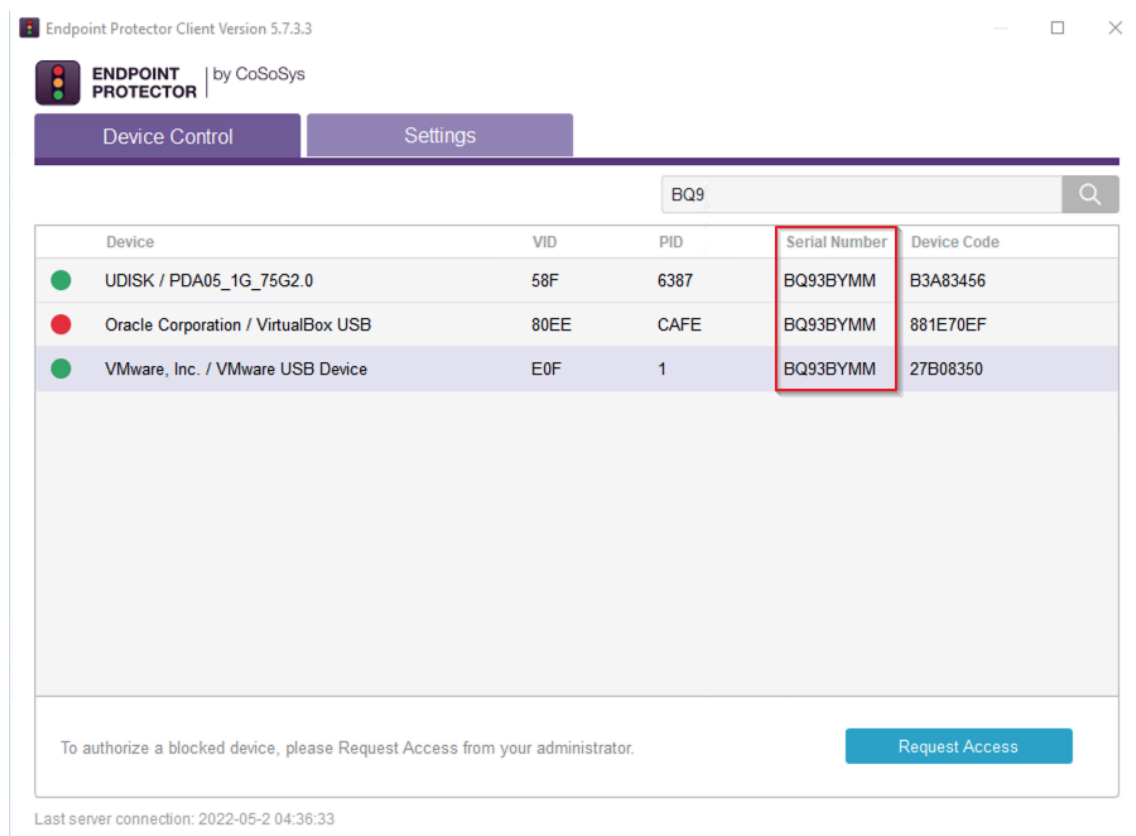 Endpoint Protector Client Version 5.7.3.3
ENDPOINT PROTECTOR | by CoSoSys
Device Control Settings
BQ9
Device VID PID Serial Number Device Code
UDISK / PDA05_1G_75G2.0 58F 6387 BQ93BYMM B3A83456
Oracle Corporation / VirtualBox USB 80EE CAFE BQ93BYMM 881E70EF
VMware, Inc. / VMware USB Device E0F 1 BQ93BYMM 27B08350
To authorize a blocked device, please Request Access from your administrator.
Request Access
Last server connection: 2022-05-2 04:36:33